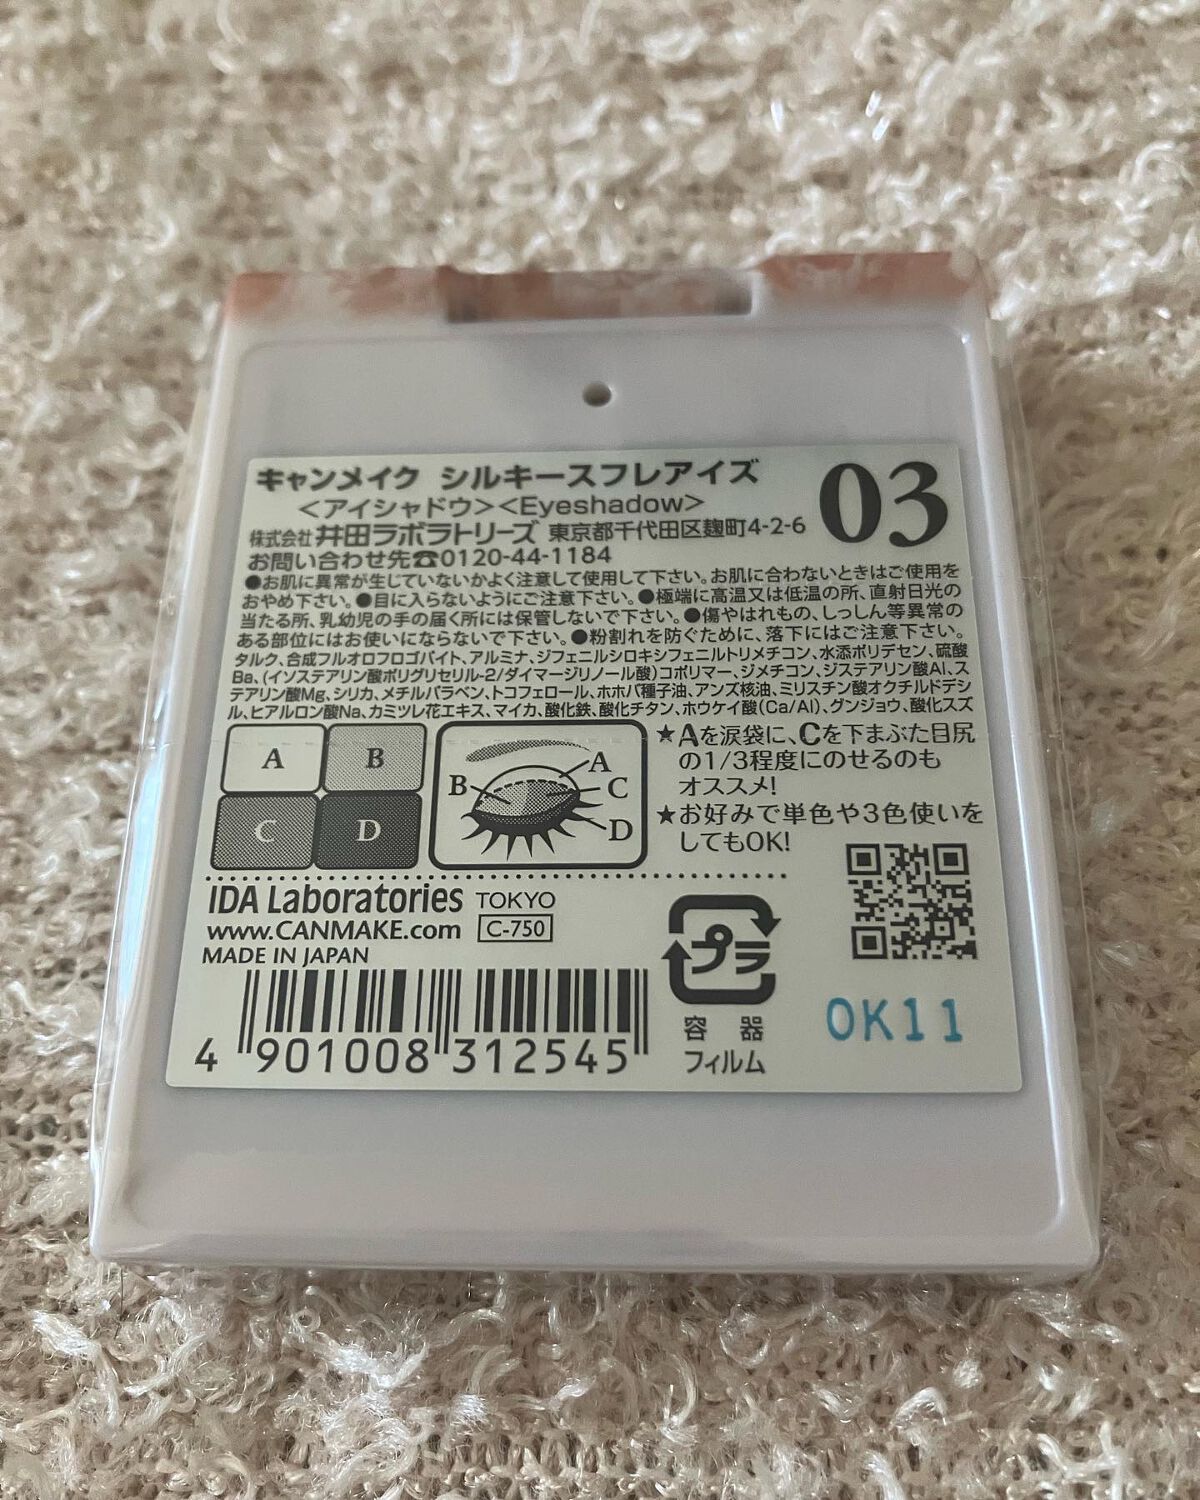 キャンメイク シルキースフレアイズ
<アイシャドウ><Eyeshadow>
03
株式会社 井田ラボラトリーズ 東京都千代田区麹町4-2-6
お問い合わせ先☎0120-44-1184
●お肌に異常が生じていないかよく注意して使用して下さい。お肌に合わないときはご使用を
おやめ下さい。●目に入らないようにご注意下さい。●極端に高温又は低温の所、直射日光の
当たる所、乳幼児の手の届く所には保管しないで下さい。●傷やはれもの、しっしん等異常の
ある部位にはお使いにならないで下さい。●粉割れを防ぐために、落下にはご注意下さい。
タルク、合成フルオロフロゴパイト、アルミナ、ジフェニルシロキシフェニルトリメチコン、水添ポリデセン、硫酸
Ba、(イソステアリン酸ポリグリセリル-2/ダイマージリノール酸)コポリマー、ジメチコン、ジステアリン酸Al、ス
テアリン酸Mg、シリカ、メチルパラベン、トコフェロール、ホホバ種子油、アンズ核油、ミリスチン酸オクチルドデシ
ル、ヒアルロン酸Na、カミツレ花エキス、マイカ、酸化鉄、酸化チタン、ホウケイ酸(Ca/Al)、グンジョウ、酸化スズ
A B
C D
A
B C
D
★Aを涙袋に、Cを下まぶた目尻
の1/3程度にのせるのも
オススメ!
★お好みで単色や3色使いを
してもOK!
IDA Laboratories TOKYO
www.CANMAKE.com C-750
MADE IN JAPAN
4 901008 312545
プラ
容 器
フィルム
OK11